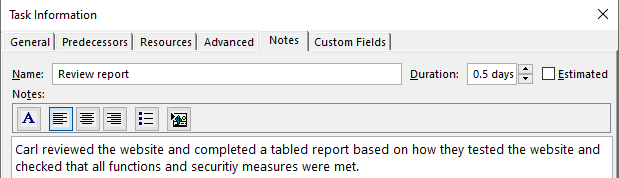 Task Information
General Predecessors Resources Advanced Notes Custom Fields
Name: Review report Duration: 0.5 days Estimated
Notes:
A
Carl reviewed the website and completed a tabled report based on how they tested the website and
checked that all functions and securitiy measures were met.